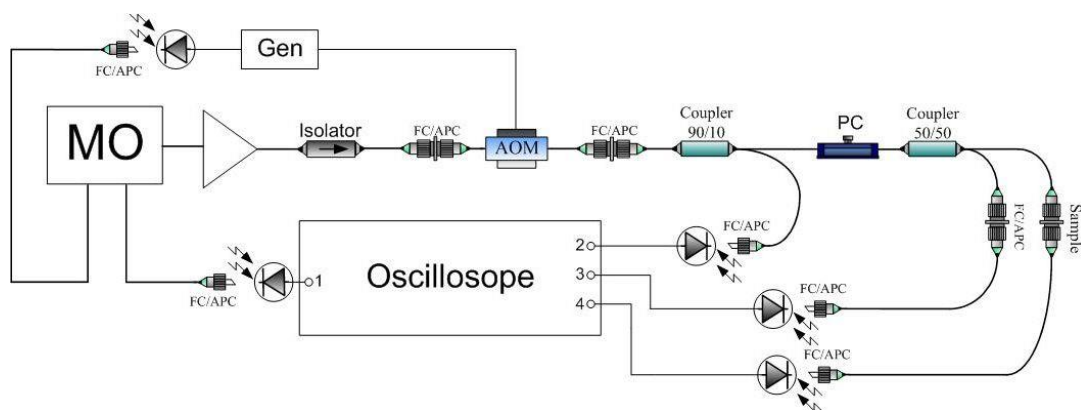 Gen
FC/APC
MO
Isolator
FC/APC
AOM
FC/APC
Coupler
90/10
PC
Coupler
50/50
FC/APC
Sample
FC/APC
1
Oscillosope
2
3
4
FC/APC
FC/APC
FC/APC